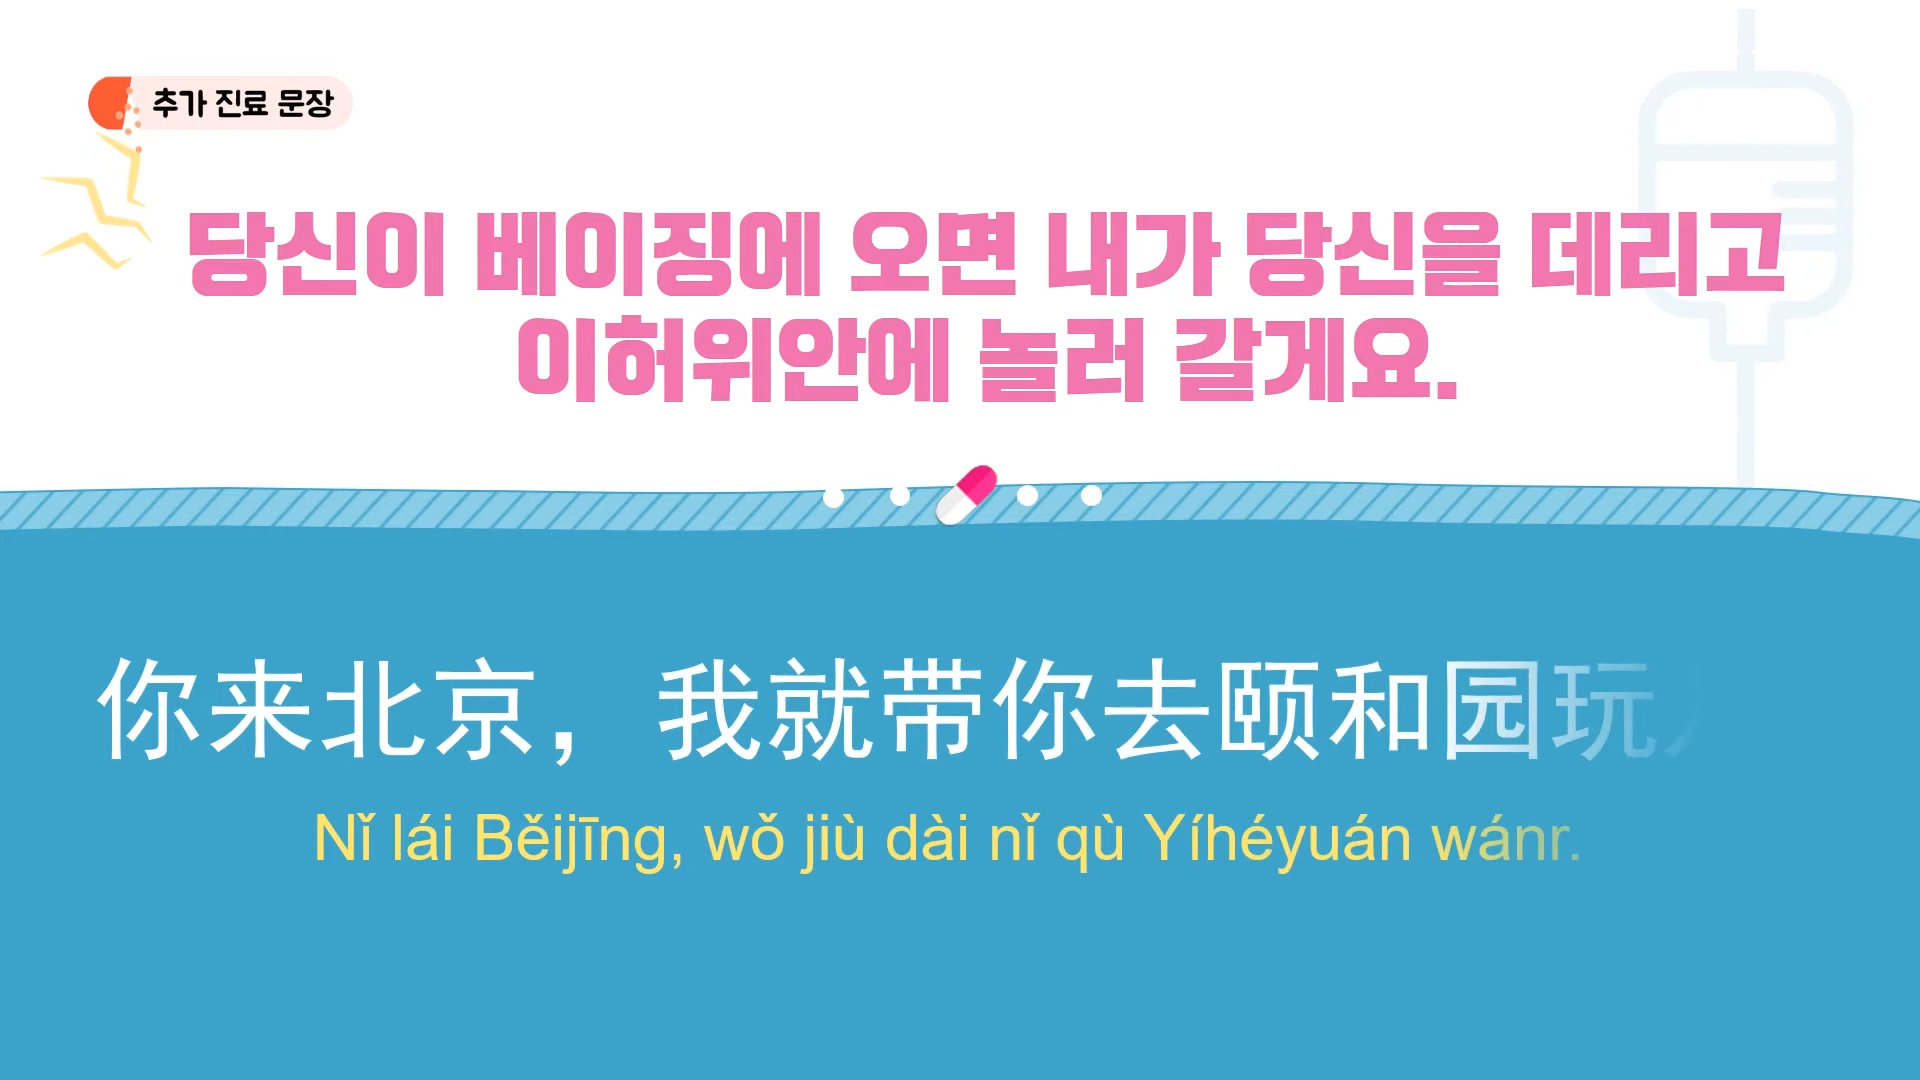 추가 진료 문장
당신이 베이징에 오면 내가 당신을 데리고
이허위안에 놀러 갈게요.
你来北京，我就带你去颐和园玩
Nǐ lái Běijīng, wǒ jiù dài nǐ qù Yíhéyuán wánr.